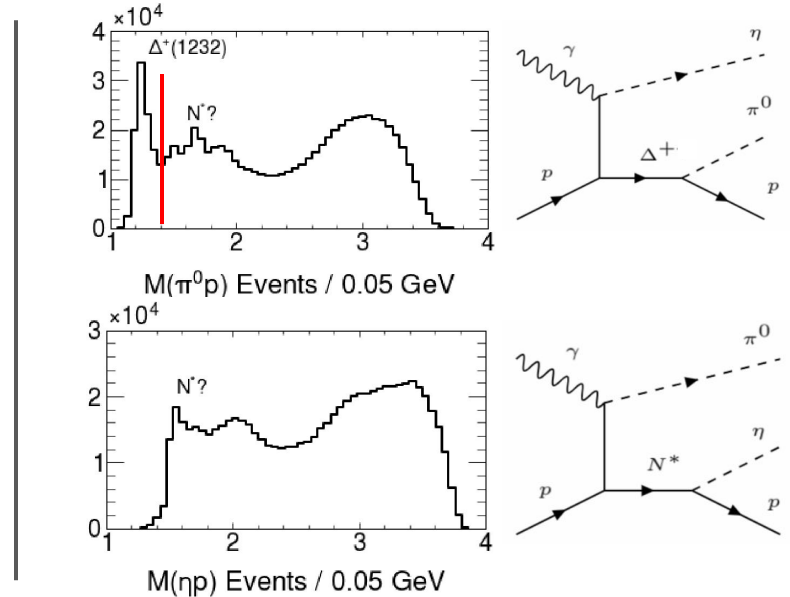 ×10⁴
4
3
2
1
0
Δ⁺(1232)
N*?
1 2 3 4
M(π⁰p) Events / 0.05 GeV
γ
η
π⁰
Δ⁺
p
p
×10⁴
3
2
1
0
N*?
1 2 3 4
M(ηp) Events / 0.05 GeV
γ
π⁰
η
N*
p
p